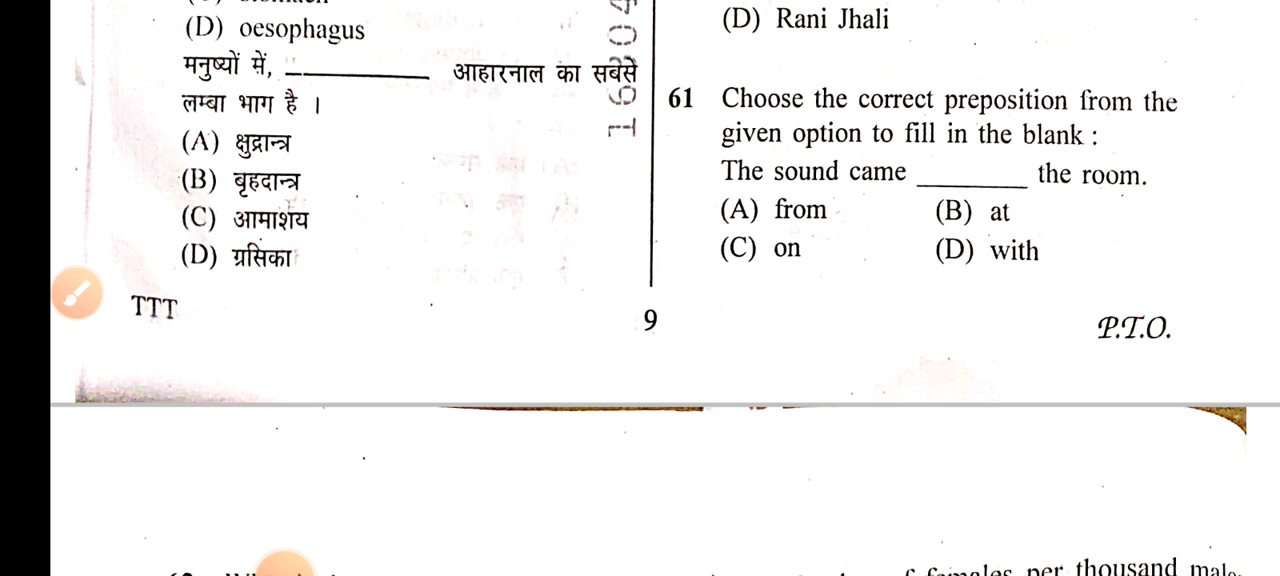 (D) oesophagus
मनुष्यों में, ____________ आहारनाल का सबसे
लम्बा भाग है ।
(A) क्षुद्रान्त्र
(B) बृहदान्त्र
(C) आमाशय
(D) ग्रसिका
TTT
(D) Rani Jhali
61 Choose the correct preposition from the
given option to fill in the blank :
The sound came ________ the room.
(A) from (B) at
(C) on (D) with
9
P.T.O.
females per thousand male